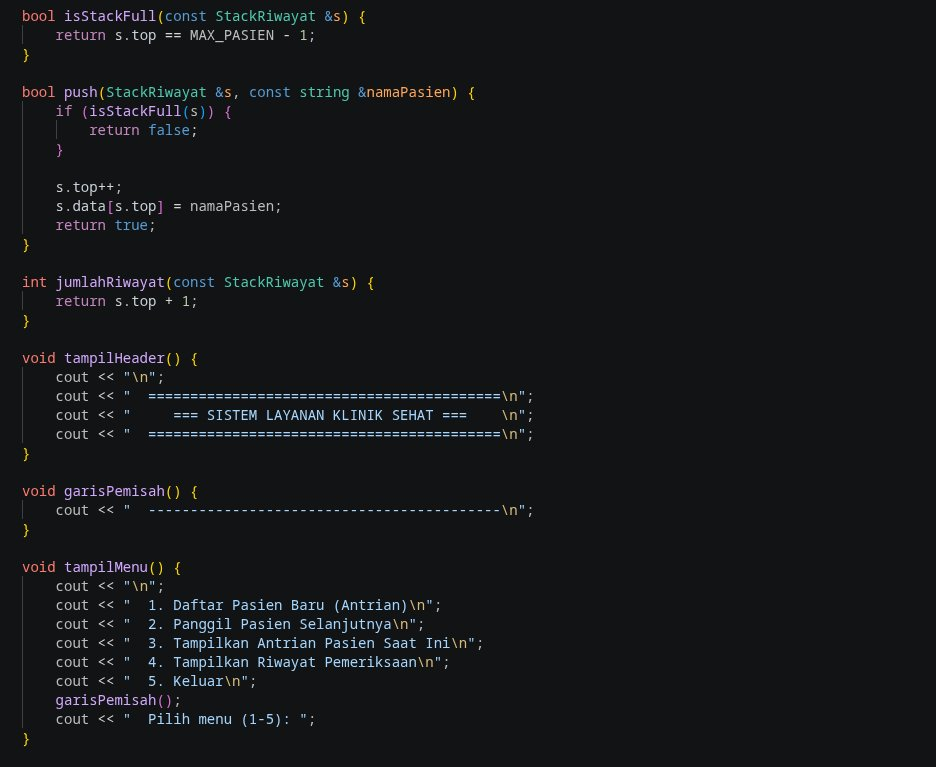 bool isStackFull(const StackRiwayat &s) {
    return s.top == MAX_PASIEN - 1;
}

bool push(StackRiwayat &s, const string &namaPasien) {
    if (isStackFull(s)) {
        return false;
    }

    s.top++;
    s.data[s.top] = namaPasien;
    return true;
}

int jumlahRiwayat(const StackRiwayat &s) {
    return s.top + 1;
}

void tampilHeader() {
    cout << "\n";
    cout << "  ==========================================\n";
    cout << "     === SISTEM LAYANAN KLINIK SEHAT ===    \n";
    cout << "  ==========================================\n";
}

void garisPemisah() {
    cout << "  ------------------------------------------\n";
}

void tampilMenu() {
    cout << "\n";
    cout << "  1. Daftar Pasien Baru (Antrian)\n";
    cout << "  2. Panggil Pasien Selanjutnya\n";
    cout << "  3. Tampilkan Antrian Pasien Saat Ini\n";
    cout << "  4. Tampilkan Riwayat Pemeriksaan\n";
    cout << "  5. Keluar\n";
    garisPemisah();
    cout << "  Pilih menu (1-5): ";
}